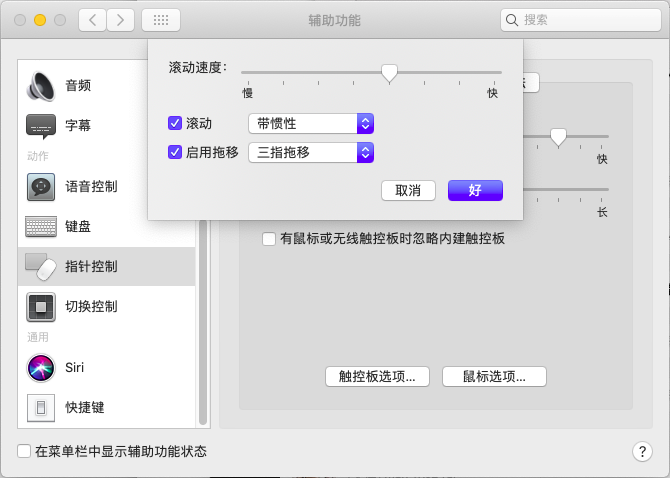 辅助功能
搜索
音频
字幕
动作
语音控制
键盘
指针控制
切换控制
通用
Siri
快捷键
滚动速度：
慢
快
滚动
带惯性
启用拖移
三指拖移
取消
好
快
长
有鼠标或无线触控板时忽略内建触控板
触控板选项...
鼠标选项...
在菜单栏中显示辅助功能状态
?